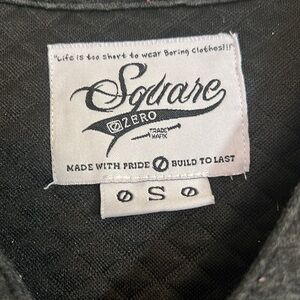 "Life is too short to wear Boring Clothes!!!"
Square
ZERO
TRADE
MARK
MADE WITH PRIDE BUILD TO LAST
S